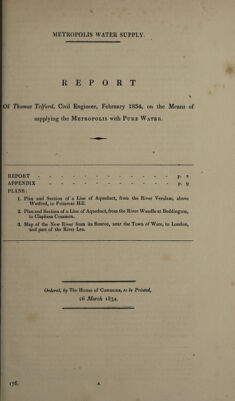 METROPOLIS WATER SUPPLY.
REPORT
Of Thomas Telford, Civil Engineer, February 1834, on the Means of
supplying the METROPOLIS with PURE WATER.
REPORT - - - - - - - - - - - - - p. 2
APPENDIX - - - - - - - - - - - - p. 9
PLANS:
1. Plan and Section of a Line of Aqueduct, from the River Verulam, above
Watford, to Primrose Hill.
2. Plan and Section of a Line of Aqueduct, from the River Wandle at Beddington,
to Clapham Common.
3. Map of the New River from its Source, near the Town of Ware, to London,
and part of the River Lea.
Ordered, by The House of Commons, to be Printed,
26 March 1834.
176. A